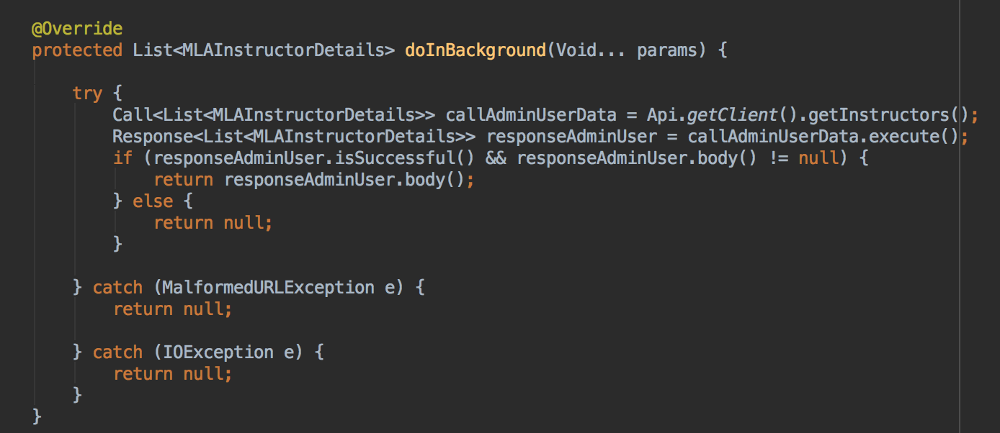 @Override
protected List<MLAInstructorDetails> doInBackground(Void... params) {
try {
Call<List<MLAInstructorDetails>> callAdminUserData = Api.getClient().getInstructors();
Response<List<MLAInstructorDetails>> responseAdminUser = callAdminUserData.execute();
if (responseAdminUser.isSuccessful() && responseAdminUser.body() != null) {
return responseAdminUser.body();
} else {
return null;
}
} catch (MalformedURLException e) {
return null;
} catch (IOException e) {
return null;
}
}